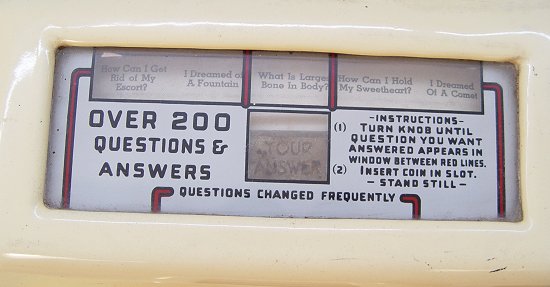 How Can I Get
Rid of My
Escort?
I Dreamed of
A Fountain
What Is Larges
Bone In Body?
How Can I Hold
My Sweetheart?
I Dreamed
Of A Comet
OVER 200
QUESTIONS &
ANSWERS
YOUR
ANSWER
-INSTRUCTIONS-
(1) TURN KNOB UNTIL
QUESTION YOU WANT
ANSWERED APPEARS IN
WINDOW BETWEEN RED LINES.
(2) INSERT COIN IN SLOT.
- STAND STILL -
QUESTIONS CHANGED FREQUENTLY